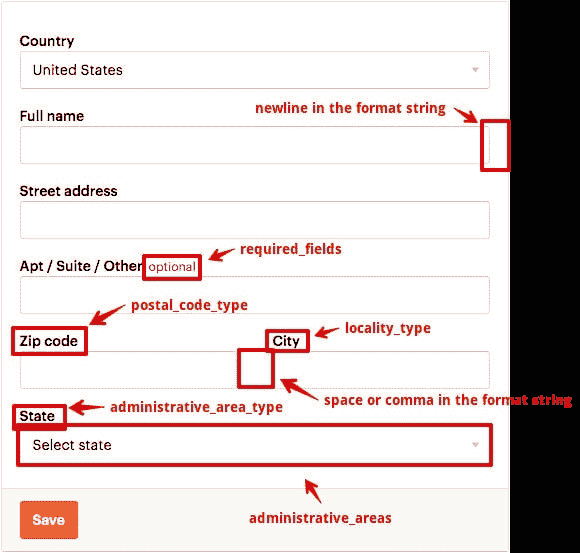 Country
United States
newline in the format string
Full name
Street address
required_fields
Apt / Suite / Other optional
postal_code_type
locality_type
Zip code City
space or comma in the format string
administrative_area_type
State
Select state
administrative_areas
Save